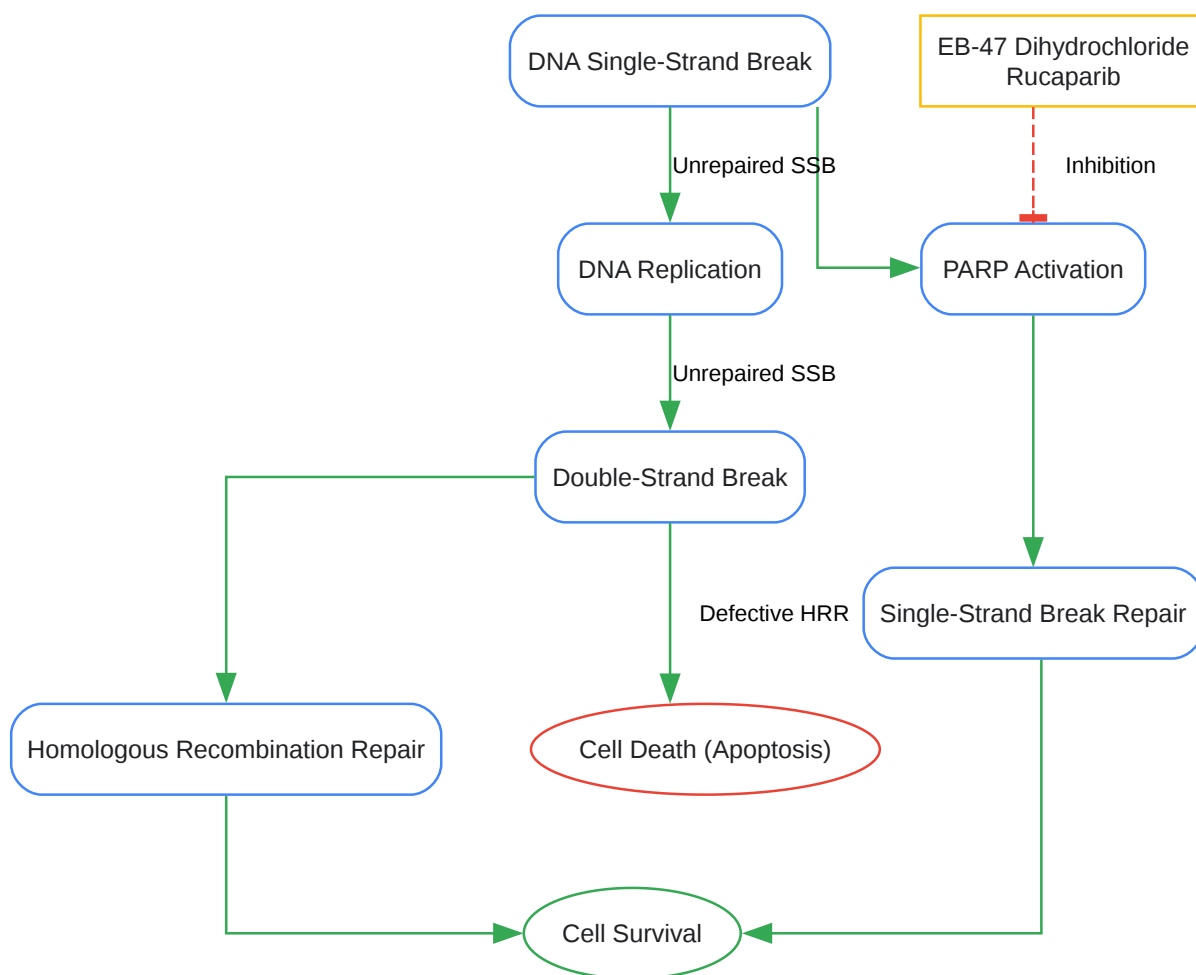 DNA Single-Strand Break
EB-47 Dihydrochloride
Rucaparib
Unrepaired SSB
Inhibition
DNA Replication
PARP Activation
Unrepaired SSB
Double-Strand Break
Defective HRR
Single-Strand Break Repair
Homologous Recombination Repair
Cell Death (Apoptosis)
Cell Survival